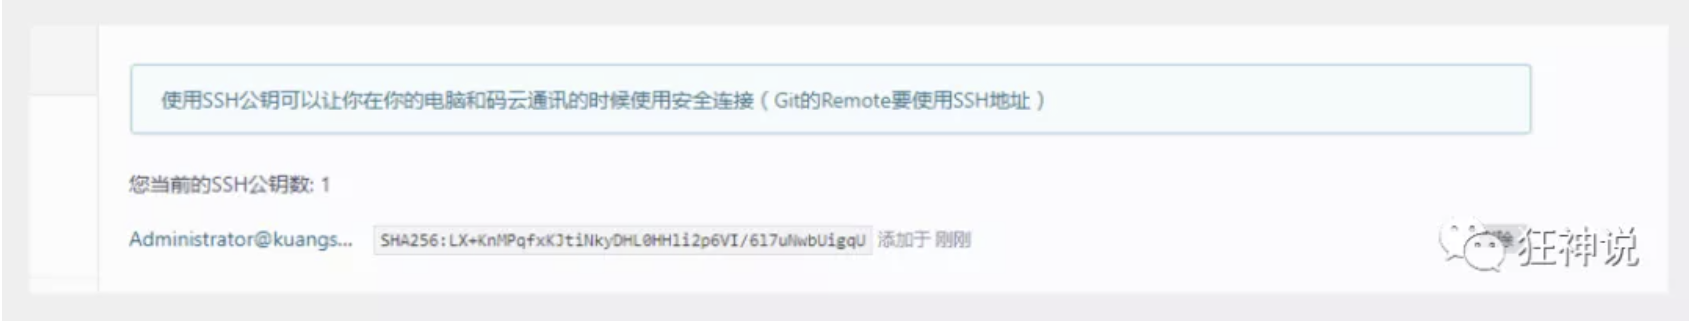 使用SSH公钥可以让你在你的电脑和码云通讯的时候使用安全连接（Git的Remote要使用SSH地址）
您当前的SSH公钥数: 1
Administrator@kuangs... SHA256:LX+KnMPqfxKJtiNkyDHL0HHli2p6VI/6l7uNwbUigqU 添加于 刚刚
狂神说